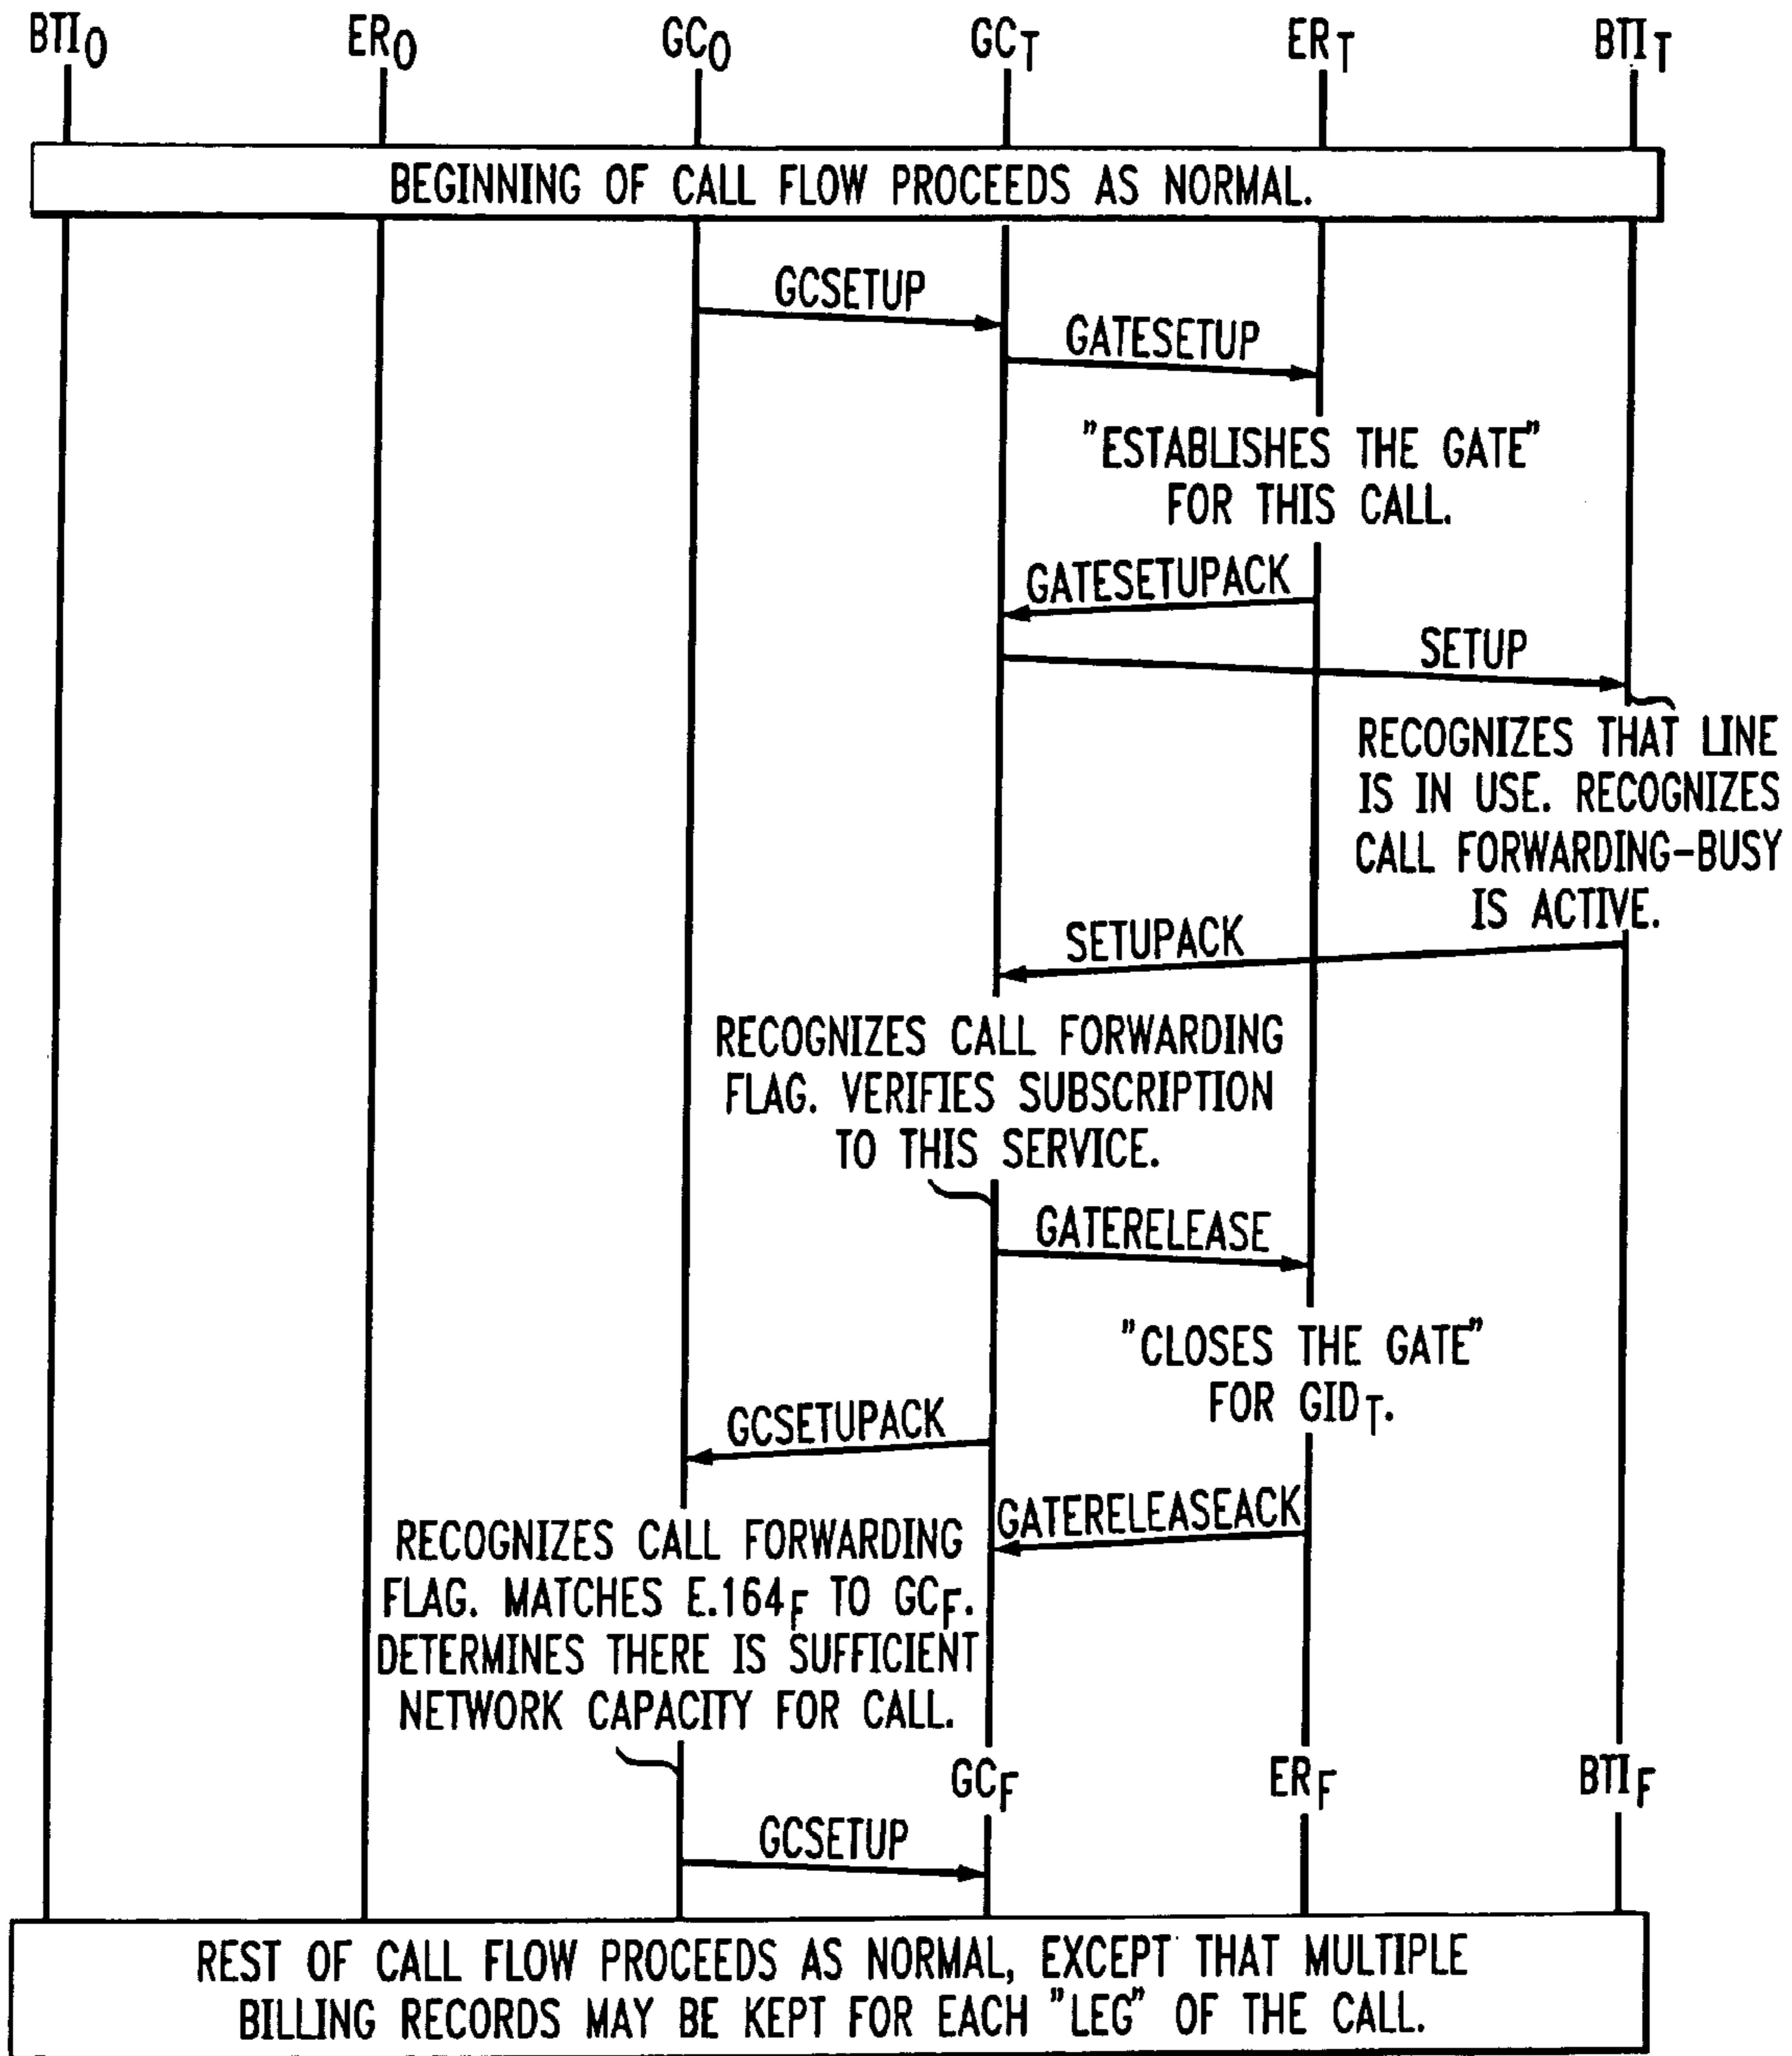 BTIO ERO GCO GCT ERT BTIT
BEGINNING OF CALL FLOW PROCEEDS AS NORMAL.
GCSETUP
GATESETUP
"ESTABLISHES THE GATE"
FOR THIS CALL.
GATESETUPACK
SETUP
RECOGNIZES THAT LINE
IS IN USE. RECOGNIZES
CALL FORWARDING-BUSY
IS ACTIVE.
SETUPACK
RECOGNIZES CALL FORWARDING
FLAG. VERIFIES SUBSCRIPTION
TO THIS SERVICE.
GATERELEASE
"CLOSES THE GATE"
FOR GIDT.
GCSETUPACK
GATERELEASEACK
RECOGNIZES CALL FORWARDING
FLAG. MATCHES E.164F TO GCF.
DETERMINES THERE IS SUFFICIENT
NETWORK CAPACITY FOR CALL.
GCF ERF BTIF
GCSETUP
REST OF CALL FLOW PROCEEDS AS NORMAL, EXCEPT THAT MULTIPLE
BILLING RECORDS MAY BE KEPT FOR EACH "LEG" OF THE CALL.